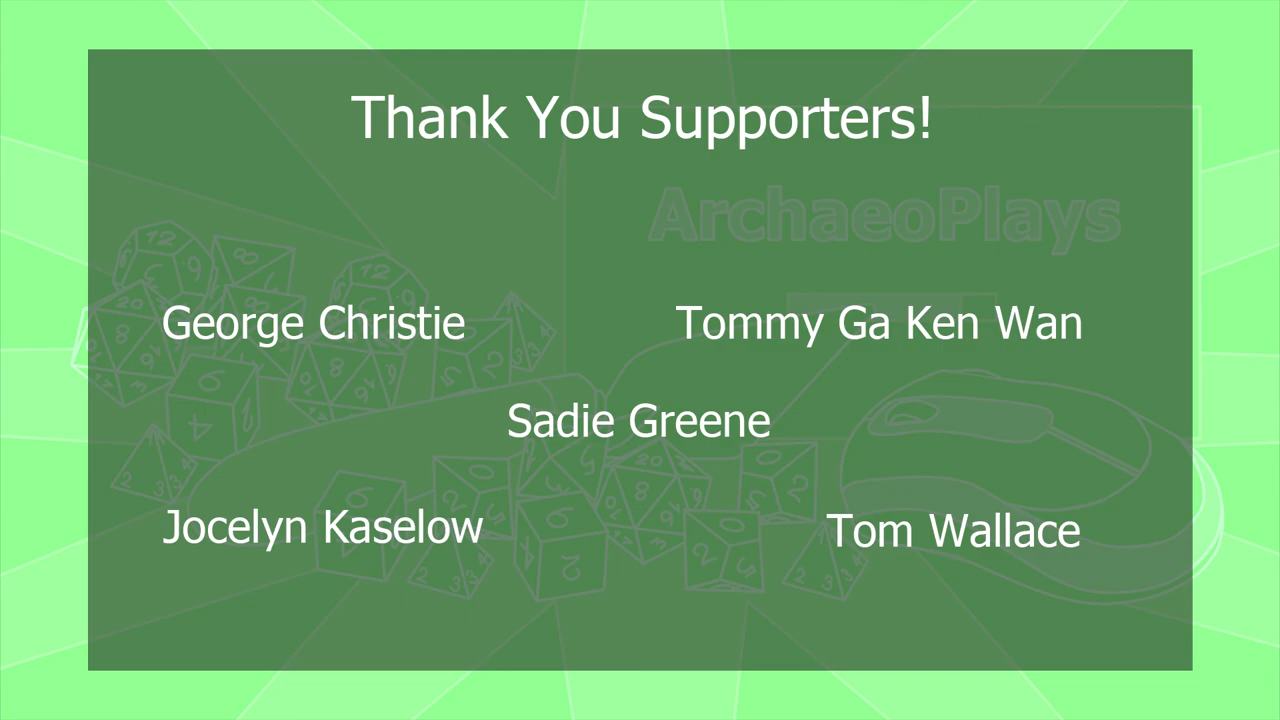 Thank You Supporters!
ArchaeoPlays
George Christie
Tommy Ga Ken Wan
Sadie Greene
Jocelyn Kaselow
Tom Wallace